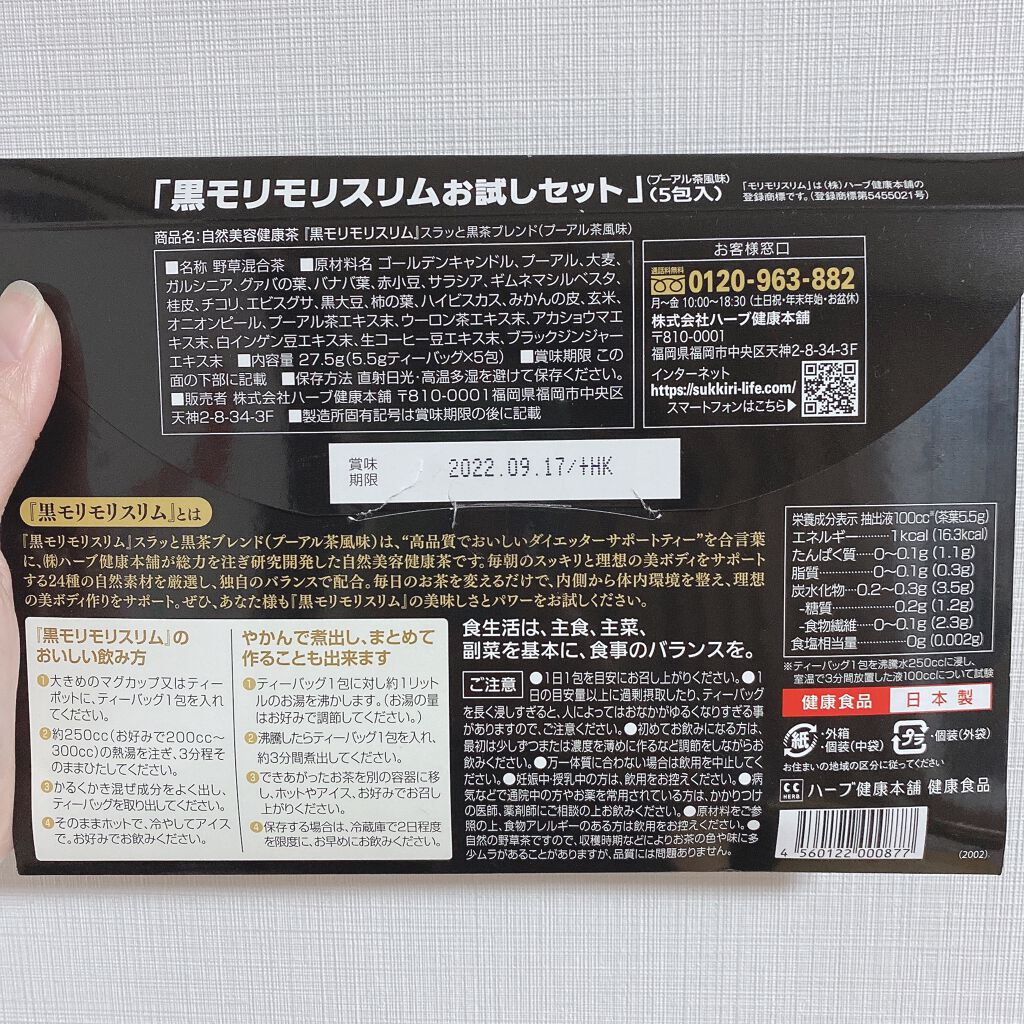 「黒モリモリスリムお試しセット」(プーアル茶風味)(5包入)
「モリモリスリム」は(株)ハーブ健康本舗の
登録商標です。(登録商標第5455021号)
商品名:自然美容健康茶『黒モリモリスリム』スラッと黒茶ブレンド(プーアル茶風味)
■名称 野草混合茶 ■原材料名 ゴールデンキャンドル、プーアル、大麦、
ガルシニア、グァバの葉、バナバ葉、赤小豆、サラシア、ギムネマシルベスタ、
桂皮、チコリ、エビスグサ、黒大豆、柿の葉、ハイビスカス、みかんの皮、玄米、
オニオンピール、プーアル茶エキス末、ウーロン茶エキス末、アカショウマエ
キス末、白インゲン豆エキス末、生コーヒー豆エキス末、ブラックジンジャー
エキス末 ■内容量 27.5g(5.5gティーバッグ×5包) ■賞味期限 この
面の下部に記載 ■保存方法 直射日光・高温多湿を避けて保存ください。
■販売者 株式会社ハーブ健康本舗 〒810-0001福岡県福岡市中央区
天神2-8-34-3F ■製造所固有記号は賞味期限の後に記載
お客様窓口
通話料無料 0120-963-882
月〜金 10:00〜18:30 (土日祝・年末年始・お盆休)
株式会社ハーブ健康本舗
〒810-0001
福岡県福岡市中央区天神2-8-34-3F
インターネット
https://sukkiri-life.com/
スマートフォンはこちら▶
賞味
期限
2022.09.17/+HK
『黒モリモリスリム』とは
『黒モリモリスリム』スラッと黒茶ブレンド(プーアル茶風味)は、“高品質でおいしいダイエッターサポートティー”を合言葉
に、(株)ハーブ健康本舗が総力を注ぎ研究開発した自然美容健康茶です。毎朝のスッキリと理想の美ボディをサポート
する24種の自然素材を厳選し、独自のバランスで配合。毎日のお茶を変えるだけで、内側から体内環境を整え、理想
の美ボディ作りをサポート。ぜひ、あなた様も『黒モリモリスリム』の美味しさとパワーをお試しください。
『黒モリモリスリム』の
おいしい飲み方
1 大きめのマグカップ又はティー
ポットに、ティーバッグ1包を入れ
てください。
2 約250cc(お好みで200cc〜
300cc)の熱湯を注ぎ、3分程そ
のままひたしてください。
3 かるくかき混ぜ成分をよく出し、
ティーバッグを取り出してください。
4 そのままホットで、冷やしてアイス
で。お好みでお飲みください。
やかんで煮出し、まとめて
作ることも出来ます
1 ティーバッグ1包に対し約1リット
ルのお湯を沸かします。(お湯の量
はお好みで調節してください。)
2 沸騰したらティーバッグ1包を入れ、
約3分間煮出してください。
3 できあがったお茶を別の容器に移
し、ホットやアイス、お好みでお召し
上がりください。
4 保存する場合は、冷蔵庫で2日程度
を限度に、お早めにお飲みください。
食生活は、主食、主菜、
副菜を基本に、食事のバランスを。
ご注意 ●1日1包を目安にお召し上がりください。●1
日の目安量以上に過剰摂取したり、ティーバッグ
を長く浸しすぎると、人によってはおなかがゆるくなりすぎる事
がありますので、ご注意ください。●初めてお飲みになる方は、
最初は少しずつまたは濃度を薄めに作るなど調節をしながらお
飲みください。●万一体質に合わない場合は飲用を中止してく
ださい。●妊娠中・授乳中の方は、飲用をお控えください。●病
気などで通院中の方やお薬を常用されている方は、かかりつけ
の医師、薬剤師にご相談の上お飲みください。●原材料をご参
照の上、食物アレルギーのある方は飲用をお控えください。●
自然の野草茶ですので、収穫時期などによりお茶の色や味に多
少ムラがあることがありますが、品質には問題ありません。
栄養成分表示 抽出液100cc※(茶葉5.5g)
エネルギー……1kcal (16.3kcal)
たんぱく質……0〜0.1g (1.1g)
脂質……0〜0.1g (0.3g)
炭水化物…0.2〜0.3g (3.5g)
-糖質……0.2g (1.2g)
-食物繊維……0〜0.1g (2.3g)
食塩相当量……0g (0.002g)
※ティーバッグ1包を沸騰水250ccに浸し、
室温で3分間放置した液100ccについて試験
健康食品 日本製
紙 ・外箱
・個装(中袋)
プラ ・個装(外袋)
お住まいの地域の区分に従ってください
HERB ハーブ健康本舗 健康食品
4 560122 000877
(2002)